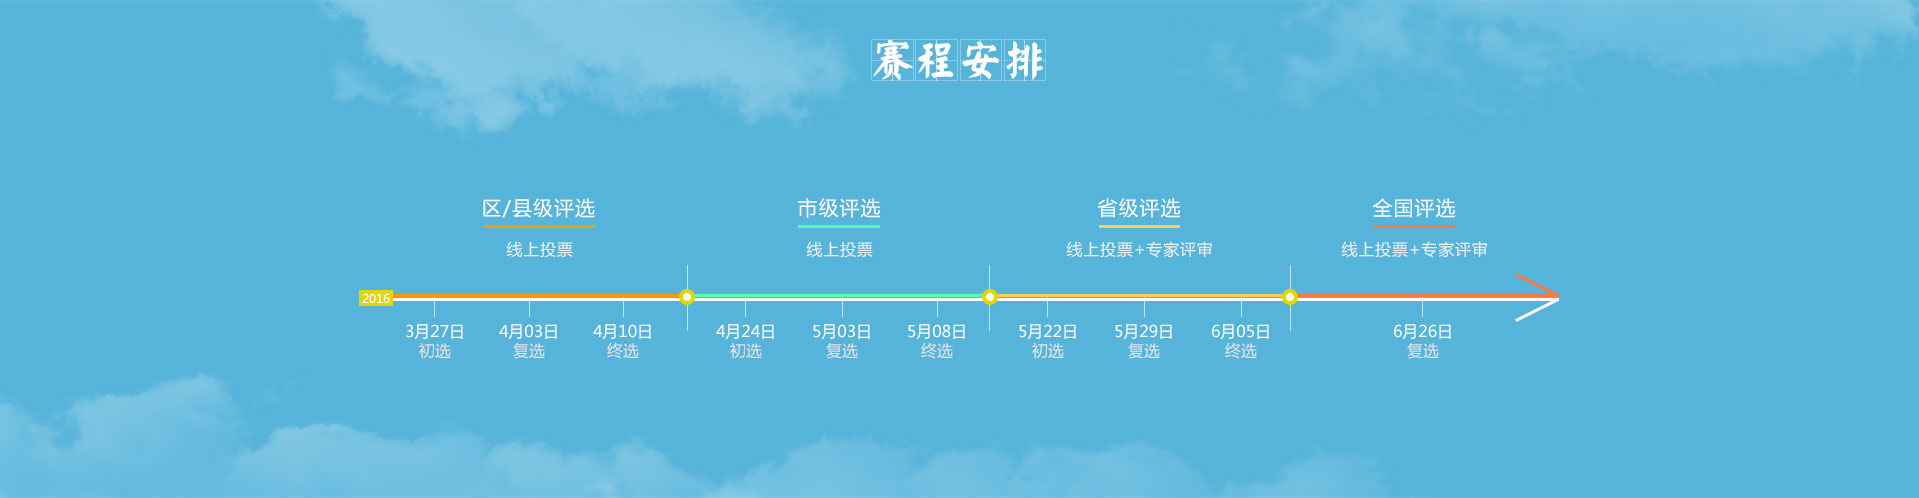 赛程安排
区/县级评选
线上投票
市级评选
线上投票
省级评选
线上投票+专家评审
全国评选
线上投票+专家评审
2016
3月27日
初选
4月03日
复选
4月10日
终选
4月24日
初选
5月03日
复选
5月08日
终选
5月22日
初选
5月29日
复选
6月05日
终选
6月26日
复选